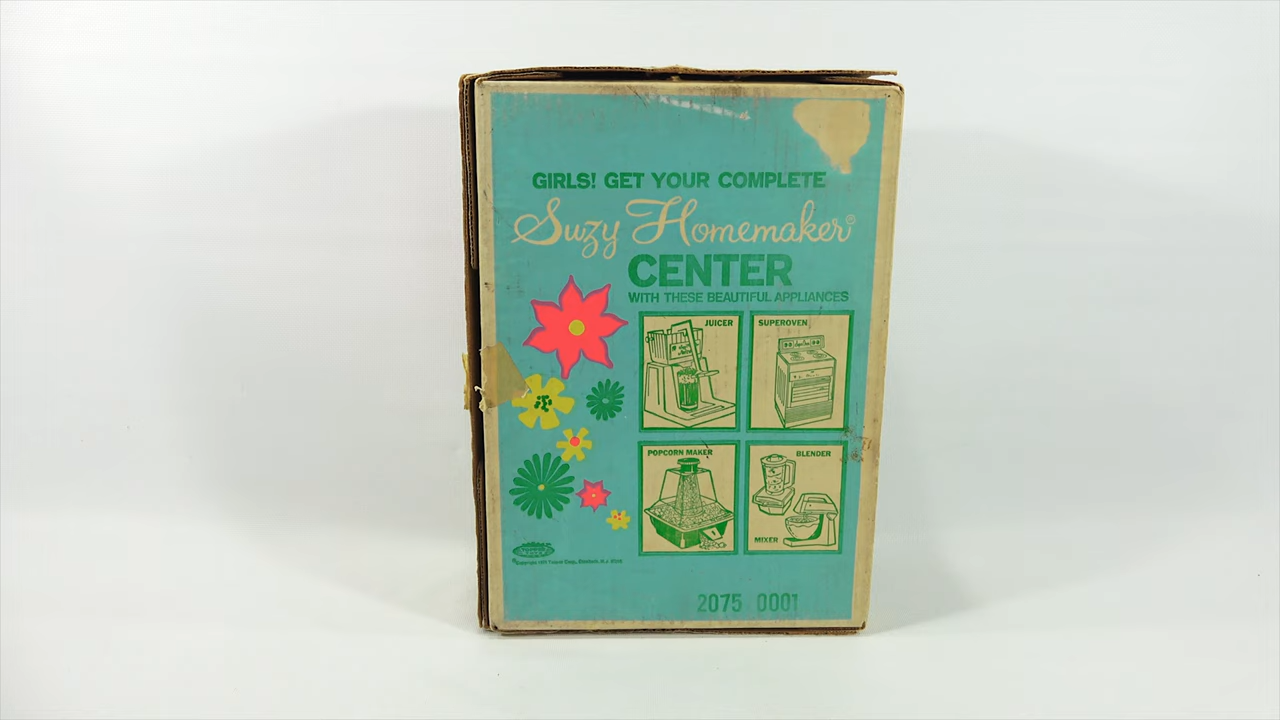 GIRLS! GET YOUR COMPLETE
Suzy Homemaker®
CENTER
WITH THESE BEAUTIFUL APPLIANCES
JUICER
SUPEROVEN
POPCORN MAKER
BLENDER
MIXER
2075 0001